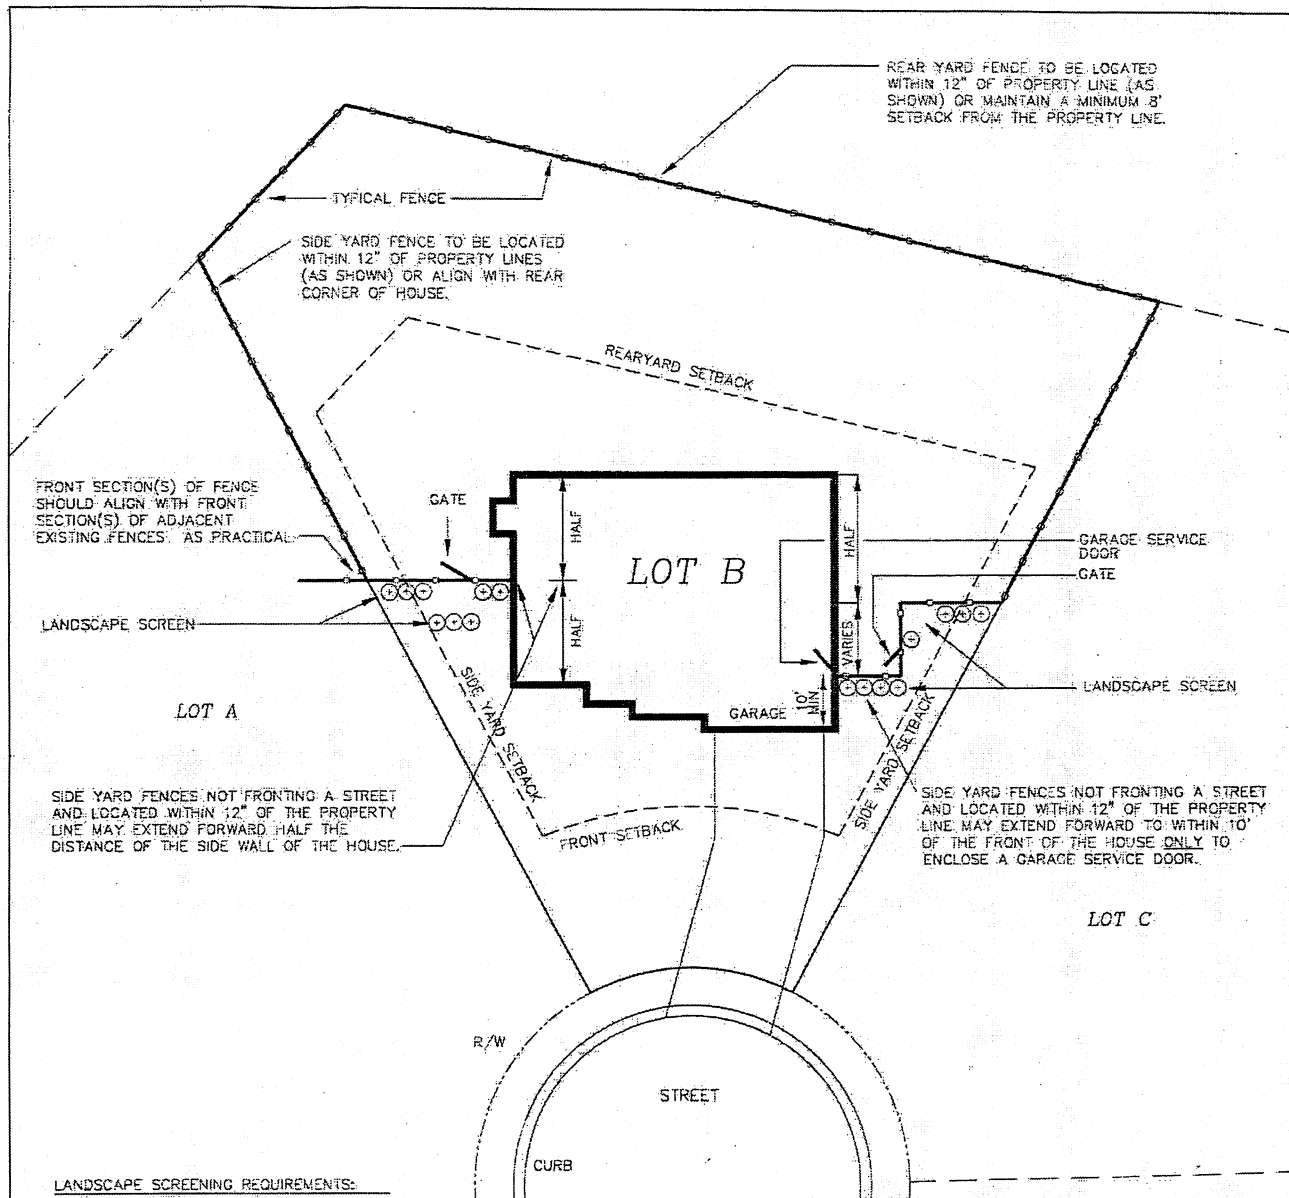 REAR YARD FENCE TO BE LOCATED
WITHIN 12" OF PROPERTY LINE (AS
SHOWN) OR MAINTAIN A MINIMUM 8'
SETBACK FROM THE PROPERTY LINE.
TYPICAL FENCE
SIDE YARD FENCE TO BE LOCATED
WITHIN 12" OF PROPERTY LINES
(AS SHOWN) OR ALIGN WITH REAR
CORNER OF HOUSE.
REARYARD SETBACK
FRONT SECTION(S) OF FENCE
SHOULD ALIGN WITH FRONT
SECTION(S) OF ADJACENT
EXISTING FENCES AS PRACTICAL
GATE
HALF
LOT B
HALF
GARAGE SERVICE
DOOR
GATE
LANDSCAPE SCREEN
HALF
VARIES
SIDE YARD SETBACK
LOT A
GARAGE
10'
MIN
LANDSCAPE SCREEN
SIDE YARD SETBACK
SIDE YARD FENCES NOT FRONTING A STREET
AND LOCATED WITHIN 12" OF THE PROPERTY
LINE MAY EXTEND FORWARD HALF THE
DISTANCE OF THE SIDE WALL OF THE HOUSE.
FRONT SETBACK
SIDE YARD FENCES NOT FRONTING A STREET
AND LOCATED WITHIN 12" OF THE PROPERTY
LINE MAY EXTEND FORWARD TO WITHIN 10'
OF THE FRONT OF THE HOUSE ONLY TO
ENCLOSE A GARAGE SERVICE DOOR.
LOT C
R/W
STREET
CURB
LANDSCAPE SCREENING REQUIREMENTS: